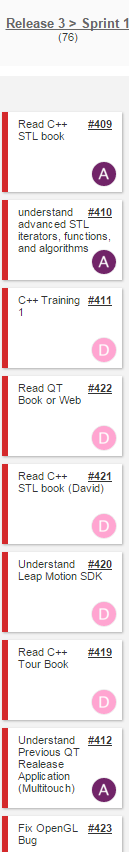 Release 3 > Sprint 1
(76)
Read C++ #409
STL book
A
understand #410
advanced STL
iterators, functions,
and algorithms
A
C++ Training #411
1
D
Read QT #422
Book or Web
D
Read C++ #421
STL book (David)
D
Understand #420
Leap Motion SDK
D
Read C++ #419
Tour Book
D
Understand #412
Previous QT
Realease
Application
(Multitouch)
A
Fix OpenGL #423
Bug